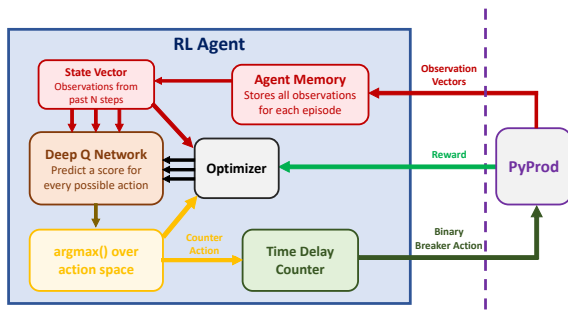 RL Agent
State Vector
Observations from
past N steps
Agent Memory
Stores all observations
for each episode
Observation
Vectors
Deep Q Network
Predict a score for
every possible action
Optimizer
Reward
PyProd
argmax() over
action space
Counter
Action
Time Delay
Counter
Binary
Breaker Action